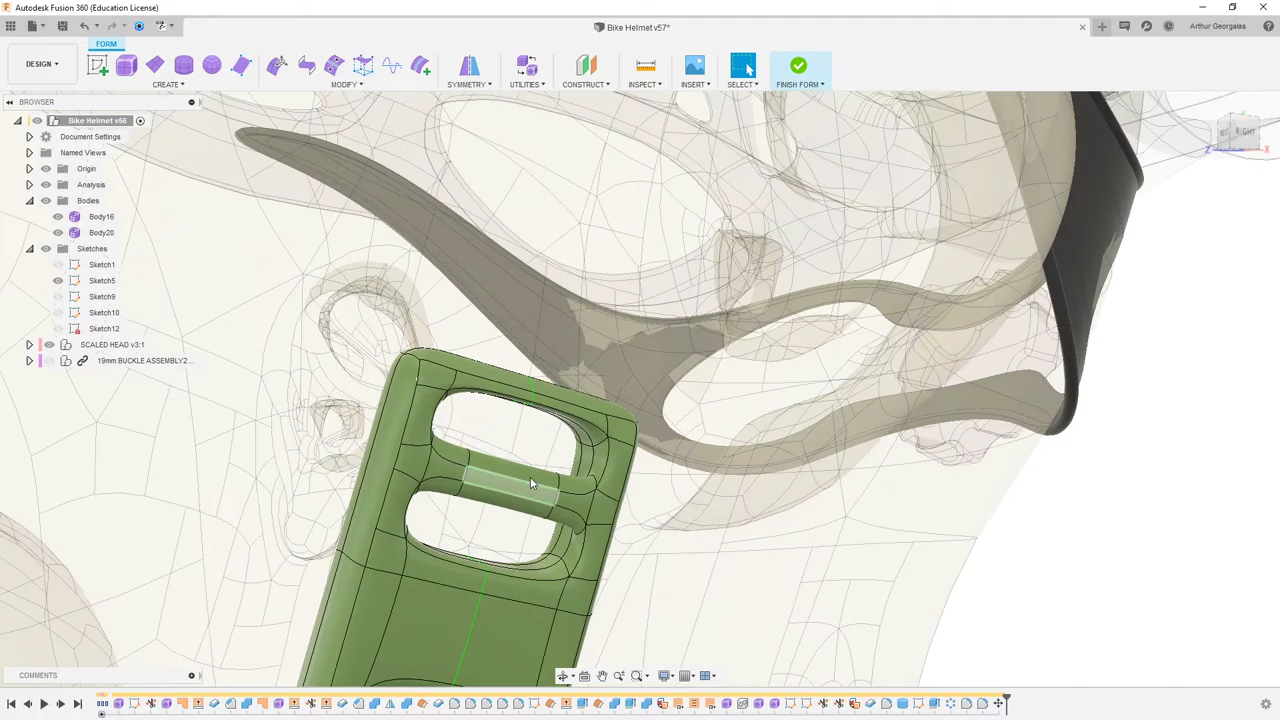 Autodesk Fusion 360 (Education License)
Bike Helmet v57*
Arthur Georgalas
FORM
DESIGN
CREATE
MODIFY
SYMMETRY
UTILITIES
CONSTRUCT
INSPECT
INSERT
SELECT
FINISH FORM
BROWSER
Bike Helmet v56
Document Settings
Named Views
Origin
Analysis
Bodies
Body16
Body20
Sketches
Sketch1
Sketch5
Sketch9
Sketch10
Sketch12
SCALED HEAD v3:1
19mm BUCKLE ASSEMBLY2...
RIGHT
Z
X
COMMENTS